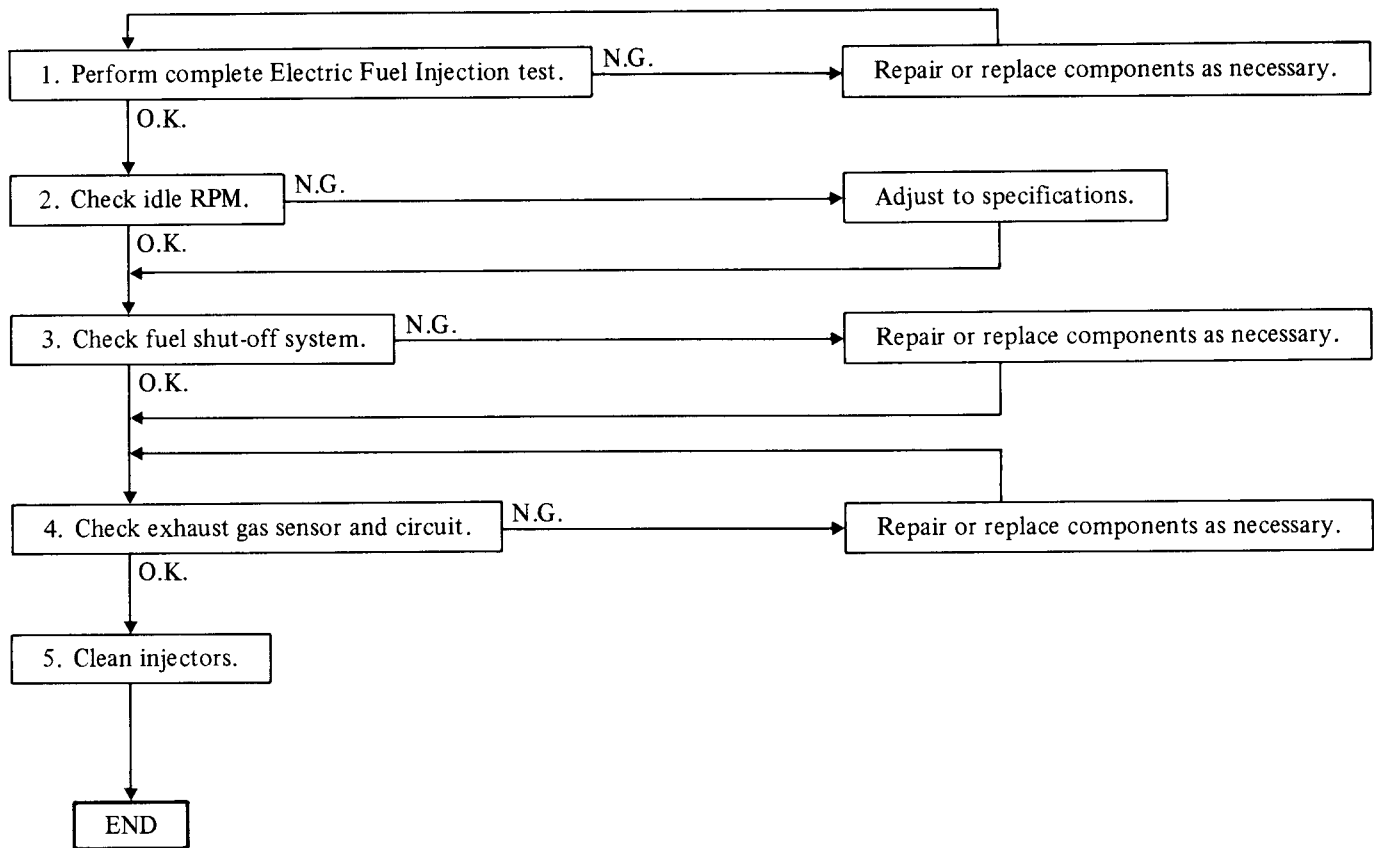 1. Perform complete Electric Fuel Injection test.
N.G.
Repair or replace components as necessary.
O.K.
2. Check idle RPM.
N.G.
Adjust to specifications.
O.K.
3. Check fuel shut-off system.
N.G.
Repair or replace components as necessary.
O.K.
4. Check exhaust gas sensor and circuit.
N.G.
Repair or replace components as necessary.
O.K.
5. Clean injectors.
END